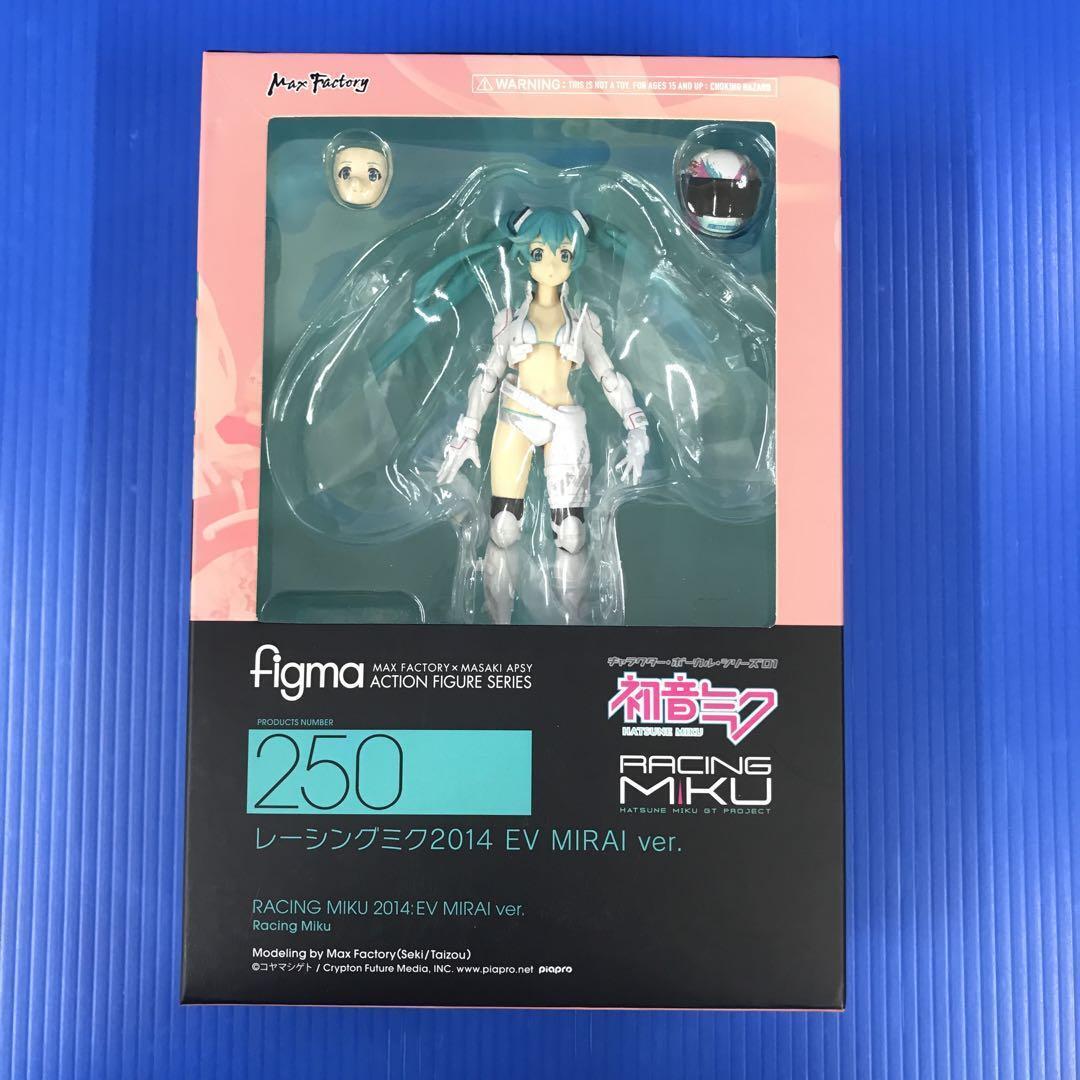 Max Factory
WARNING : THIS IS NOT A TOY. FOR AGES 15 AND UP : CHOKING HAZARD
figma
MAX FACTORY × MASAKI APSY
ACTION FIGURE SERIES
PRODUCTS NUMBER
250
キャラクター・ボーカル・シリーズ01
初音ミク
HATSUNE MIKU
RACING
MIKU
HATSUNE MIKU GT PROJECT
レーシングミク2014 EV MIRAI ver.
RACING MIKU 2014:EV MIRAI ver.
Racing Miku
Modeling by Max Factory(Seki/Taizou)
©コヤマシゲト / Crypton Future Media, INC. www.piapro.net piapro